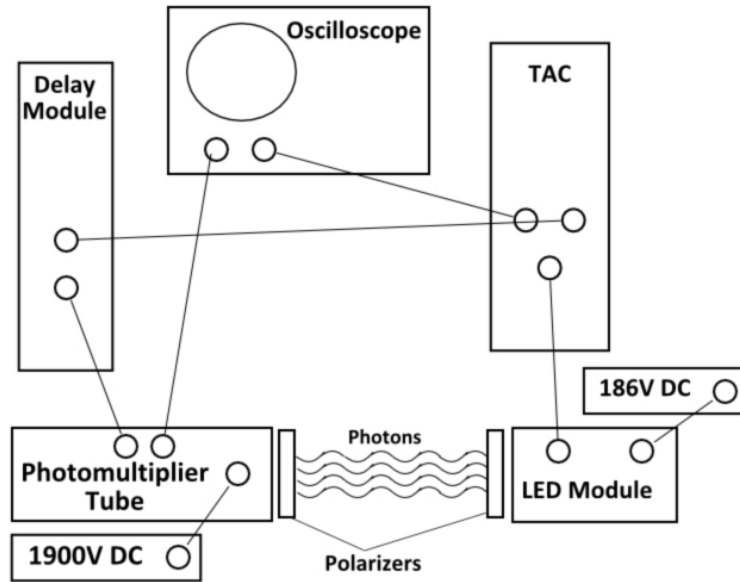 Oscilloscope
Delay
Module
TAC
186V DC
Photons
Photomultiplier
Tube
LED Module
1900V DC
Polarizers